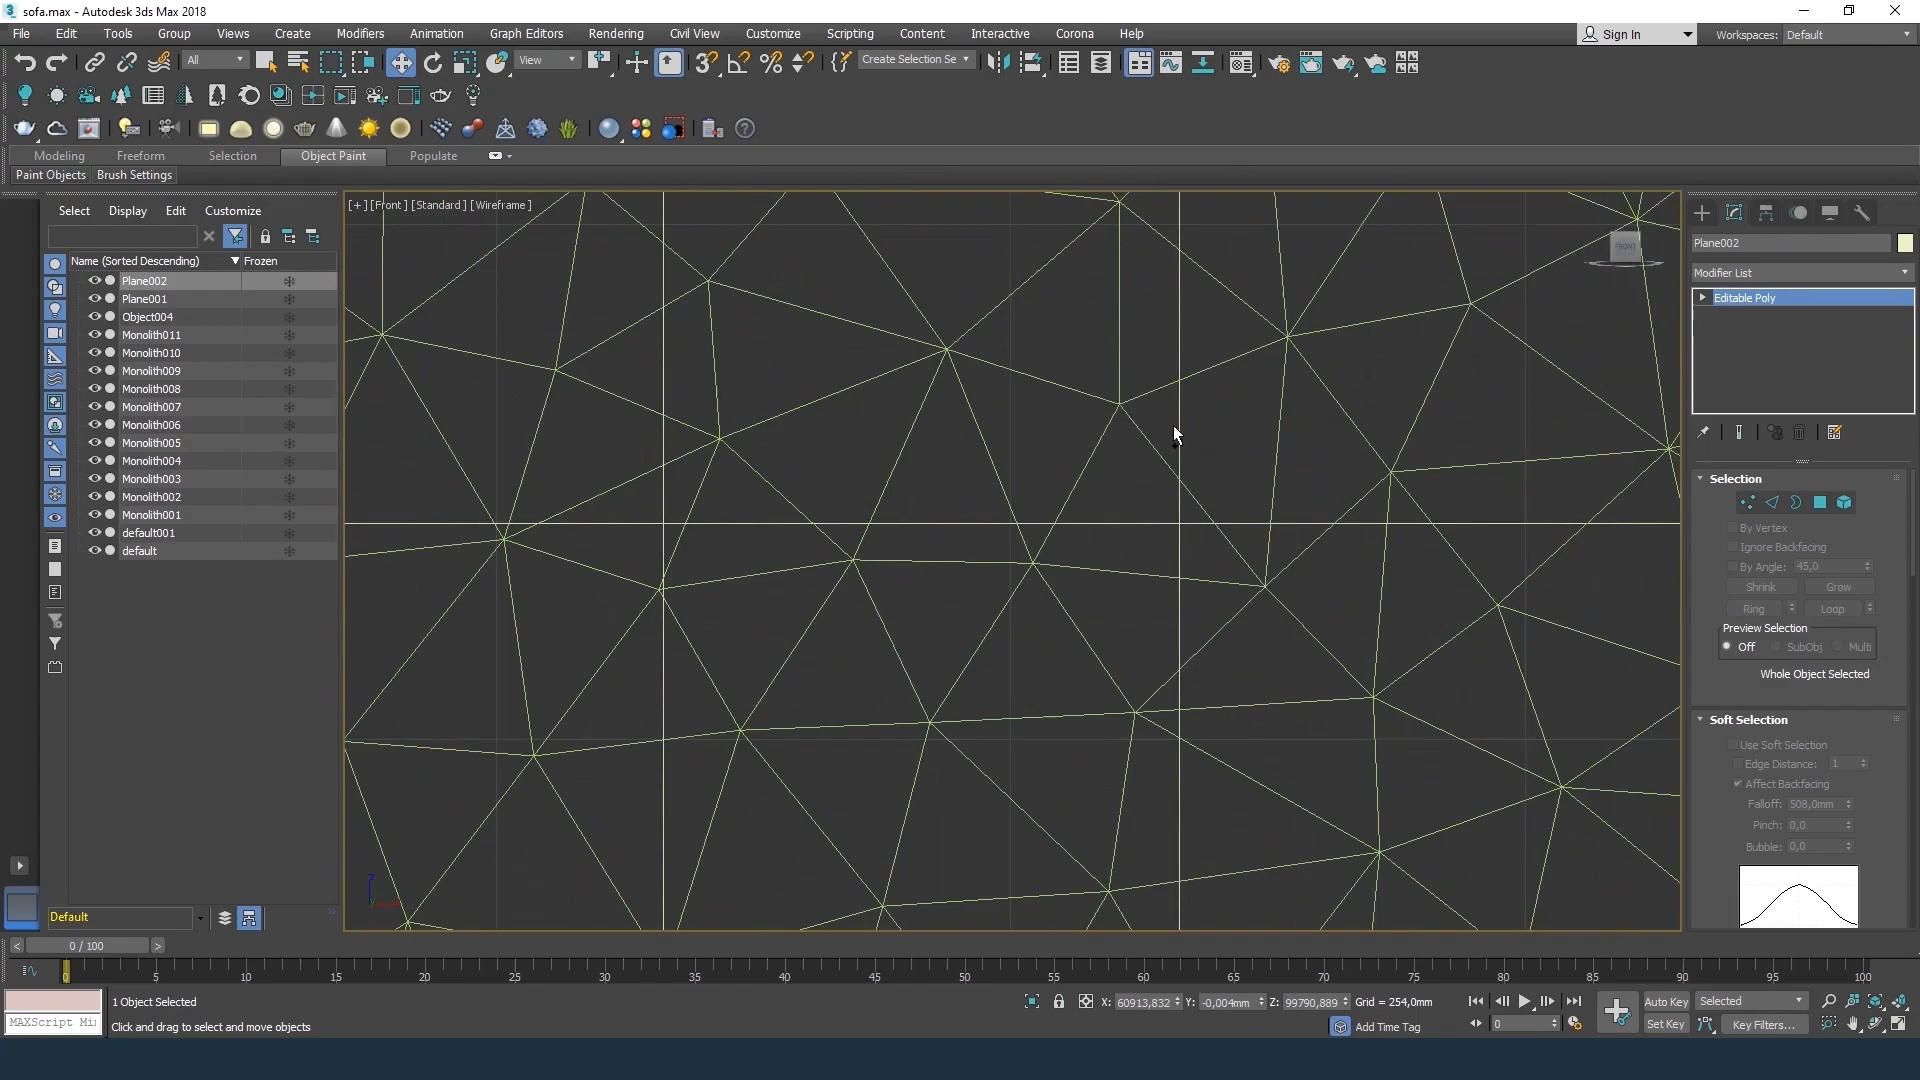 sofa.max - Autodesk 3ds Max 2018
File Edit Tools Group Views Create Modifiers Animation Graph Editors Rendering Civil View Customize Scripting Content Interactive Corona Help
Sign In Workspaces: Default
All View Create Selection Se
Modeling Freeform Selection Object Paint Populate
Paint Objects Brush Settings
Select Display Edit Customize
[+] [Front] [Standard] [Wireframe]
FRONT
Plane002
Name (Sorted Descending) Frozen
Modifier List
Plane002
Editable Poly
Plane001
Object004
Monolith011
Monolith010
Monolith009
Monolith008
Monolith007
Monolith006
Monolith005
Monolith004
Monolith003
Monolith002
Monolith001
default001
default
Selection
By Vertex
Ignore Backfacing
By Angle: 45,0
Shrink Grow
Ring Loop
Preview Selection
Off SubObj Multi
Whole Object Selected
Soft Selection
Use Soft Selection
Edge Distance: 1
Affect Backfacing
Falloff: 508,0mm
Pinch: 0,0
Bubble: 0,0
z
Default
< 0 / 100 >
0 5 10 15 20 25 30 35 40 45 50 55 60 65 70 75 80 85 90 95 100
1 Object Selected
X: 60913,832 Y: -0,004mm Z: 99790,889 Grid = 254,0mm
Auto Key Selected
MAXScript Mi
Click and drag to select and move objects
Add Time Tag
0
Set Key Key Filters...